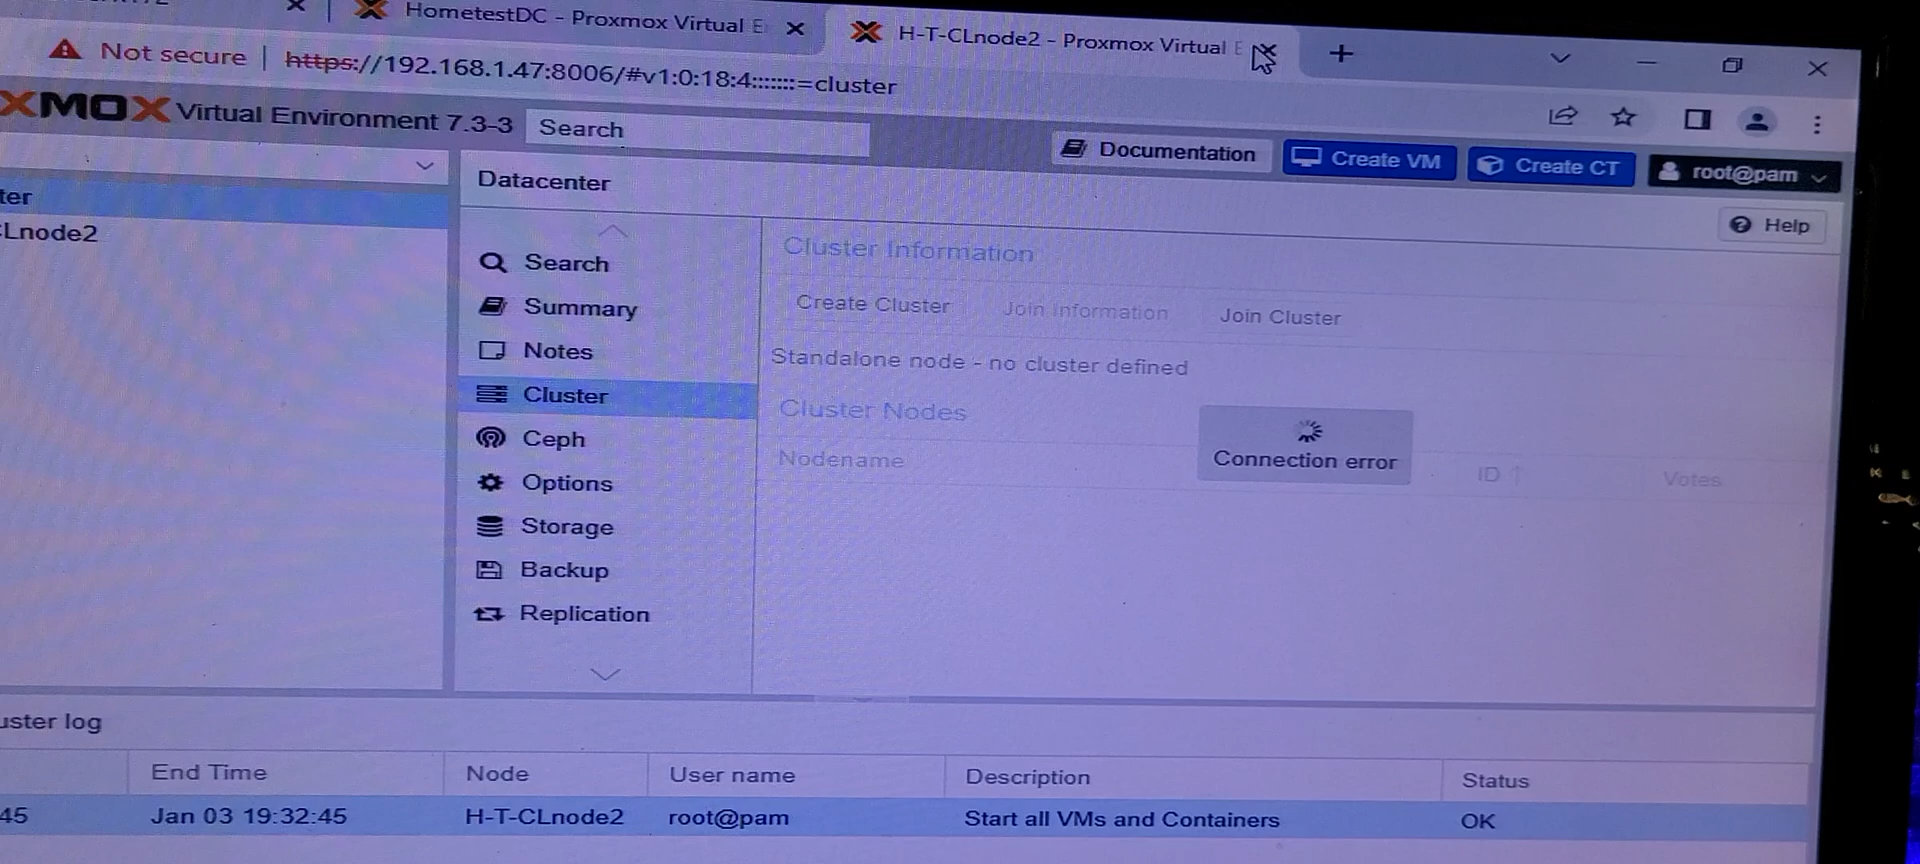 HometestDC - Proxmox Virtual E
H-T-CLnode2 - Proxmox Virtual E
Not secure | https://192.168.1.47:8006/#v1:0:18:4:::::::=cluster
XMOX Virtual Environment 7.3-3
Search
Documentation
Create VM
Create CT
root@pam
ter
CLnode2
Datacenter
Help
Search
Summary
Notes
Cluster
Ceph
Options
Storage
Backup
Replication
Cluster Information
Create Cluster
Join Information
Join Cluster
Standalone node - no cluster defined
Cluster Nodes
Nodename
ID ↑
Votes
Connection error
uster log
End Time
Node
User name
Description
Status
45
Jan 03 19:32:45
H-T-CLnode2
root@pam
Start all VMs and Containers
OK